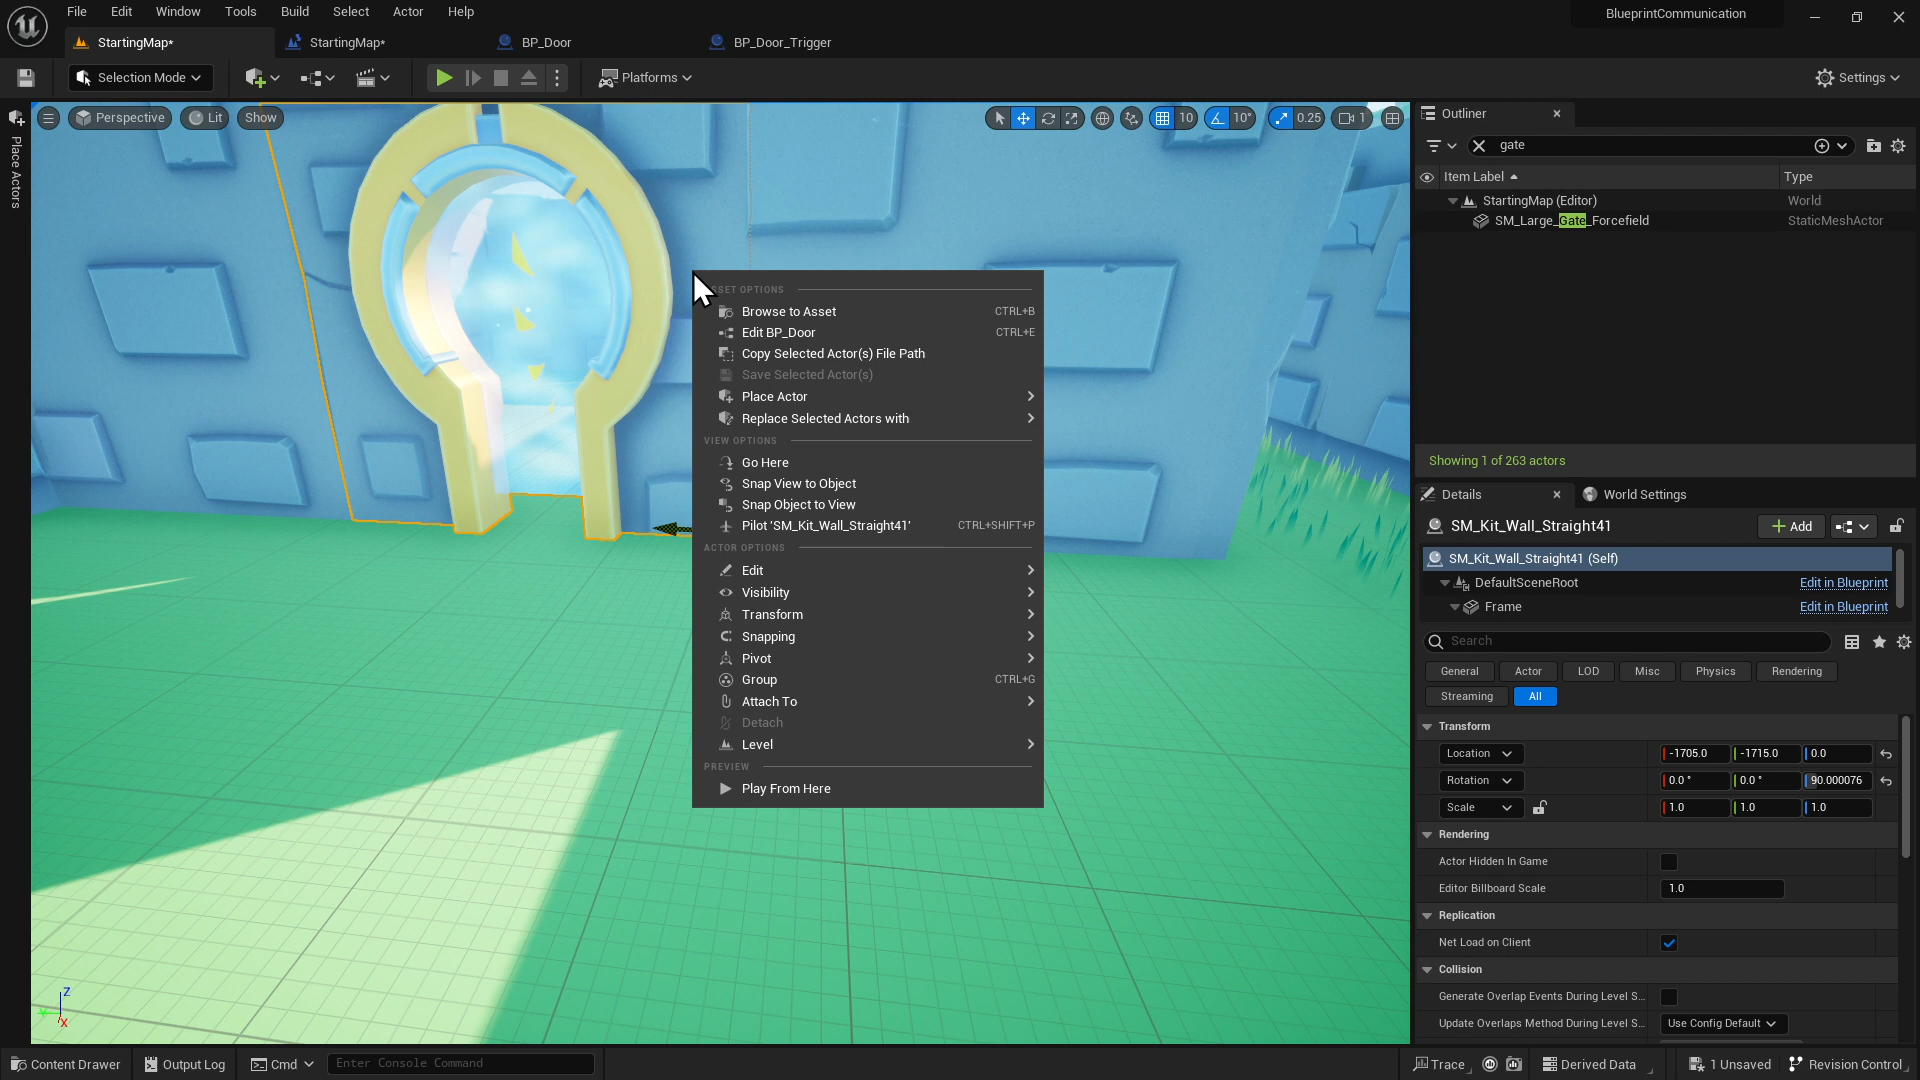 File Edit Window Tools Build Select Actor Help
BlueprintCommunication
StartingMap* StartingMap* BP_Door BP_Door_Trigger
Selection Mode
Platforms
Settings
Place Actors
Perspective Lit Show
10 10° 0.25 1
ASSET OPTIONS
Browse to Asset CTRL+B
Edit BP_Door CTRL+E
Copy Selected Actor(s) File Path
Save Selected Actor(s)
Place Actor
Replace Selected Actors with
VIEW OPTIONS
Go Here
Snap View to Object
Snap Object to View
Pilot 'SM_Kit_Wall_Straight41' CTRL+SHIFT+P
ACTOR OPTIONS
Edit
Visibility
Transform
Snapping
Pivot
Group CTRL+G
Attach To
Detach
Level
PREVIEW
Play From Here
Z
Y
X
Outliner
gate
Item Label Type
StartingMap (Editor) World
SM_Large_Gate_Forcefield StaticMeshActor
Showing 1 of 263 actors
Details World Settings
SM_Kit_Wall_Straight41 Add
SM_Kit_Wall_Straight41 (Self)
DefaultSceneRoot Edit in Blueprint
Frame Edit in Blueprint
Search
General Actor LOD Misc Physics Rendering
Streaming All
Transform
Location -1705.0 -1715.0 0.0
Rotation 0.0 ° 0.0 ° 90.000076
Scale 1.0 1.0 1.0
Rendering
Actor Hidden In Game
Editor Billboard Scale 1.0
Replication
Net Load on Client
Collision
Generate Overlap Events During Level S...
Update Overlaps Method During Level S... Use Config Default
Content Drawer Output Log Cmd Enter Console Command
Trace Derived Data 1 Unsaved Revision Control